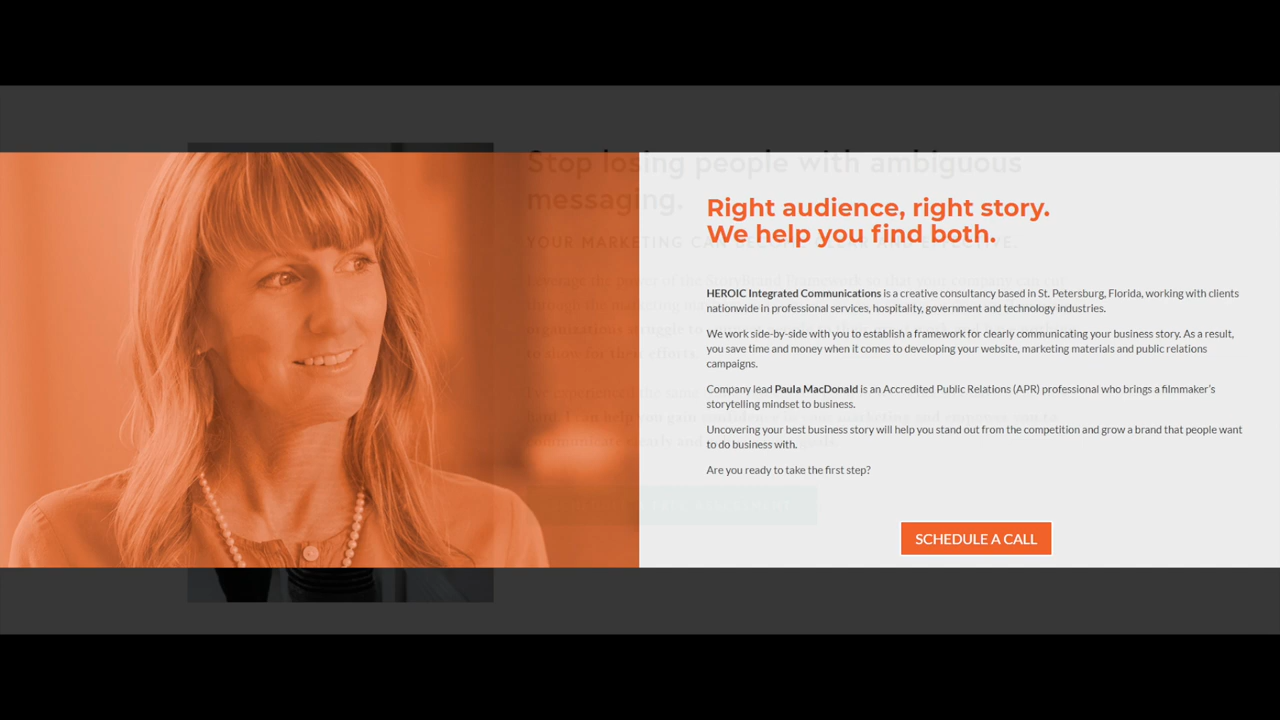 Stop losing people with ambiguous
messaging.
Right audience, right story.
We help you find both.
HEROIC Integrated Communications is a creative consultancy based in St. Petersburg, Florida, working with clients
nationwide in professional services, hospitality, government and technology industries.
We work side-by-side with you to establish a framework for clearly communicating your business story. As a result,
you save time and money when it comes to developing your website, marketing materials and public relations
campaigns.
Company lead Paula MacDonald is an Accredited Public Relations (APR) professional who brings a filmmaker's
storytelling mindset to business.
Uncovering your best business story will help you stand out from the competition and grow a brand that people want
to do business with.
Are you ready to take the first step?
SCHEDULE A CALL